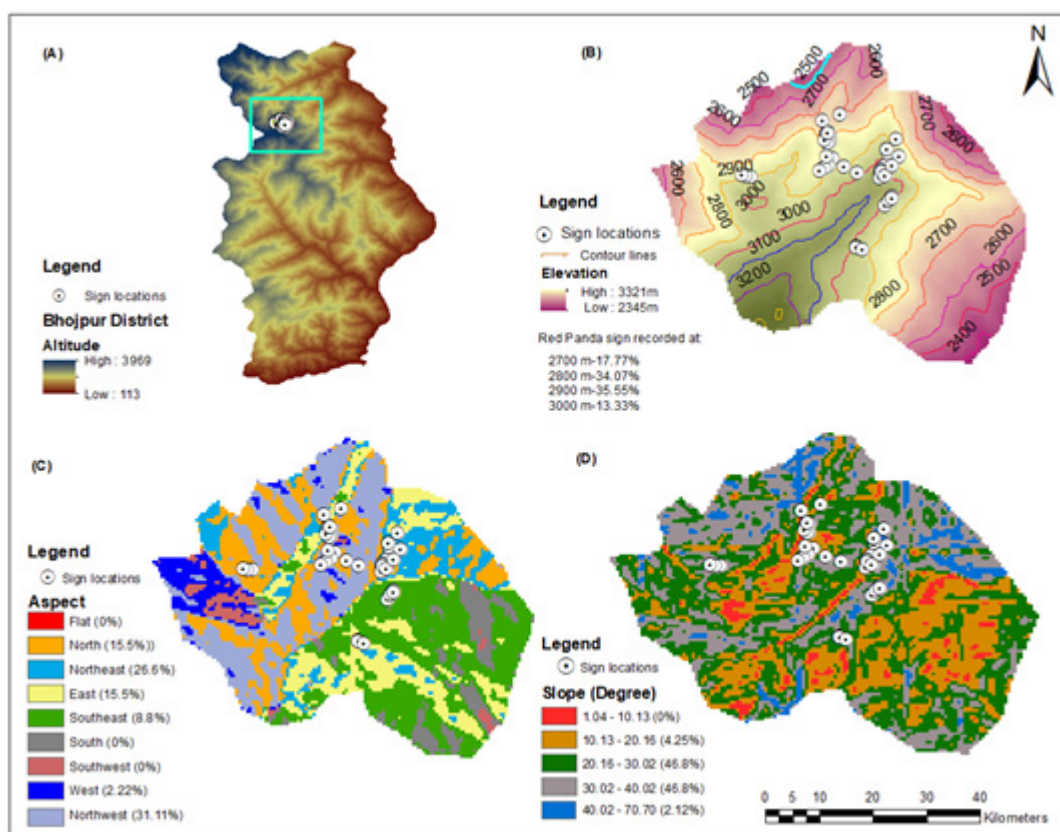 (A)
Legend
Sign locations
Bhojpur District
Altitude
High : 3969
Low : 113
(B)
N
2500
2500
2600
2600
2700
2700
2900
2600
2800
3000
3000
3100
3200
2700
2600
2500
2800
2400
Legend
Sign locations
Contour lines
Elevation
High : 3321m
Low : 2345m
Red Panda sign recorded at:
2700 m-17.77%
2800 m-34.07%
2900 m-35.55%
3000 m-13.33%
(C)
Legend
Sign locations
Aspect
Flat (0%)
North (15.5%))
Northeast (26.6%)
East (15.5%)
Southeast (8.8%)
South (0%)
Southwest (0%)
West (2.22%)
Northwest (31.11%)
(D)
Legend
Sign locations
Slope (Degree)
1.04 - 10.13 (0%)
10.13 - 20.16 (4.25%)
20.16 - 30.02 (46.8%)
30.02 - 40.02 (46.8%)
40.02 - 70.70 (2.12%)
0 5 10 20 30 40
Kilometers